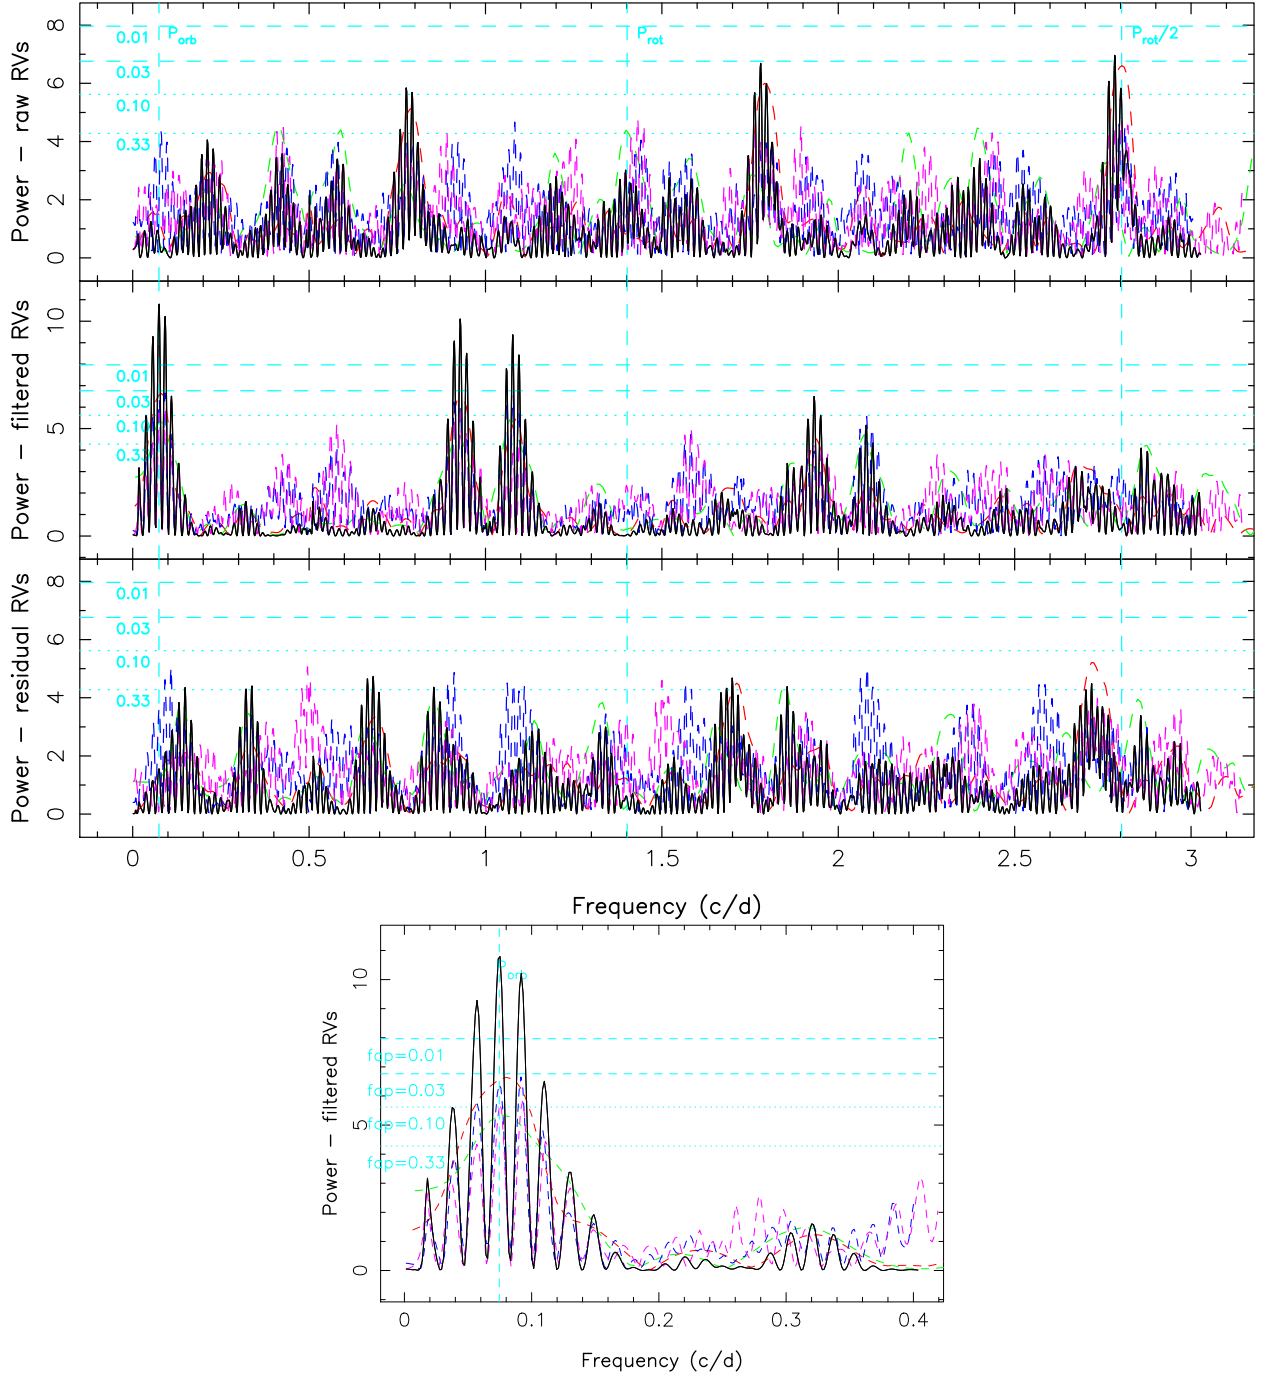 Power – raw RVs
8
6
4
2
0
0.01
0.03
0.10
0.33
Porb
Prot
Prot/2
Power – filtered RVs
10
5
0
0.01
0.03
0.10
0.33
Power – residual RVs
8
6
4
2
0
0.01
0.03
0.10
0.33
0 0.5 1 1.5 2 2.5 3
Frequency (c/d)
Power – filtered RVs
10
5
0
Porb
fap=0.01
fap=0.03
fap=0.10
fap=0.33
0 0.1 0.2 0.3 0.4
Frequency (c/d)